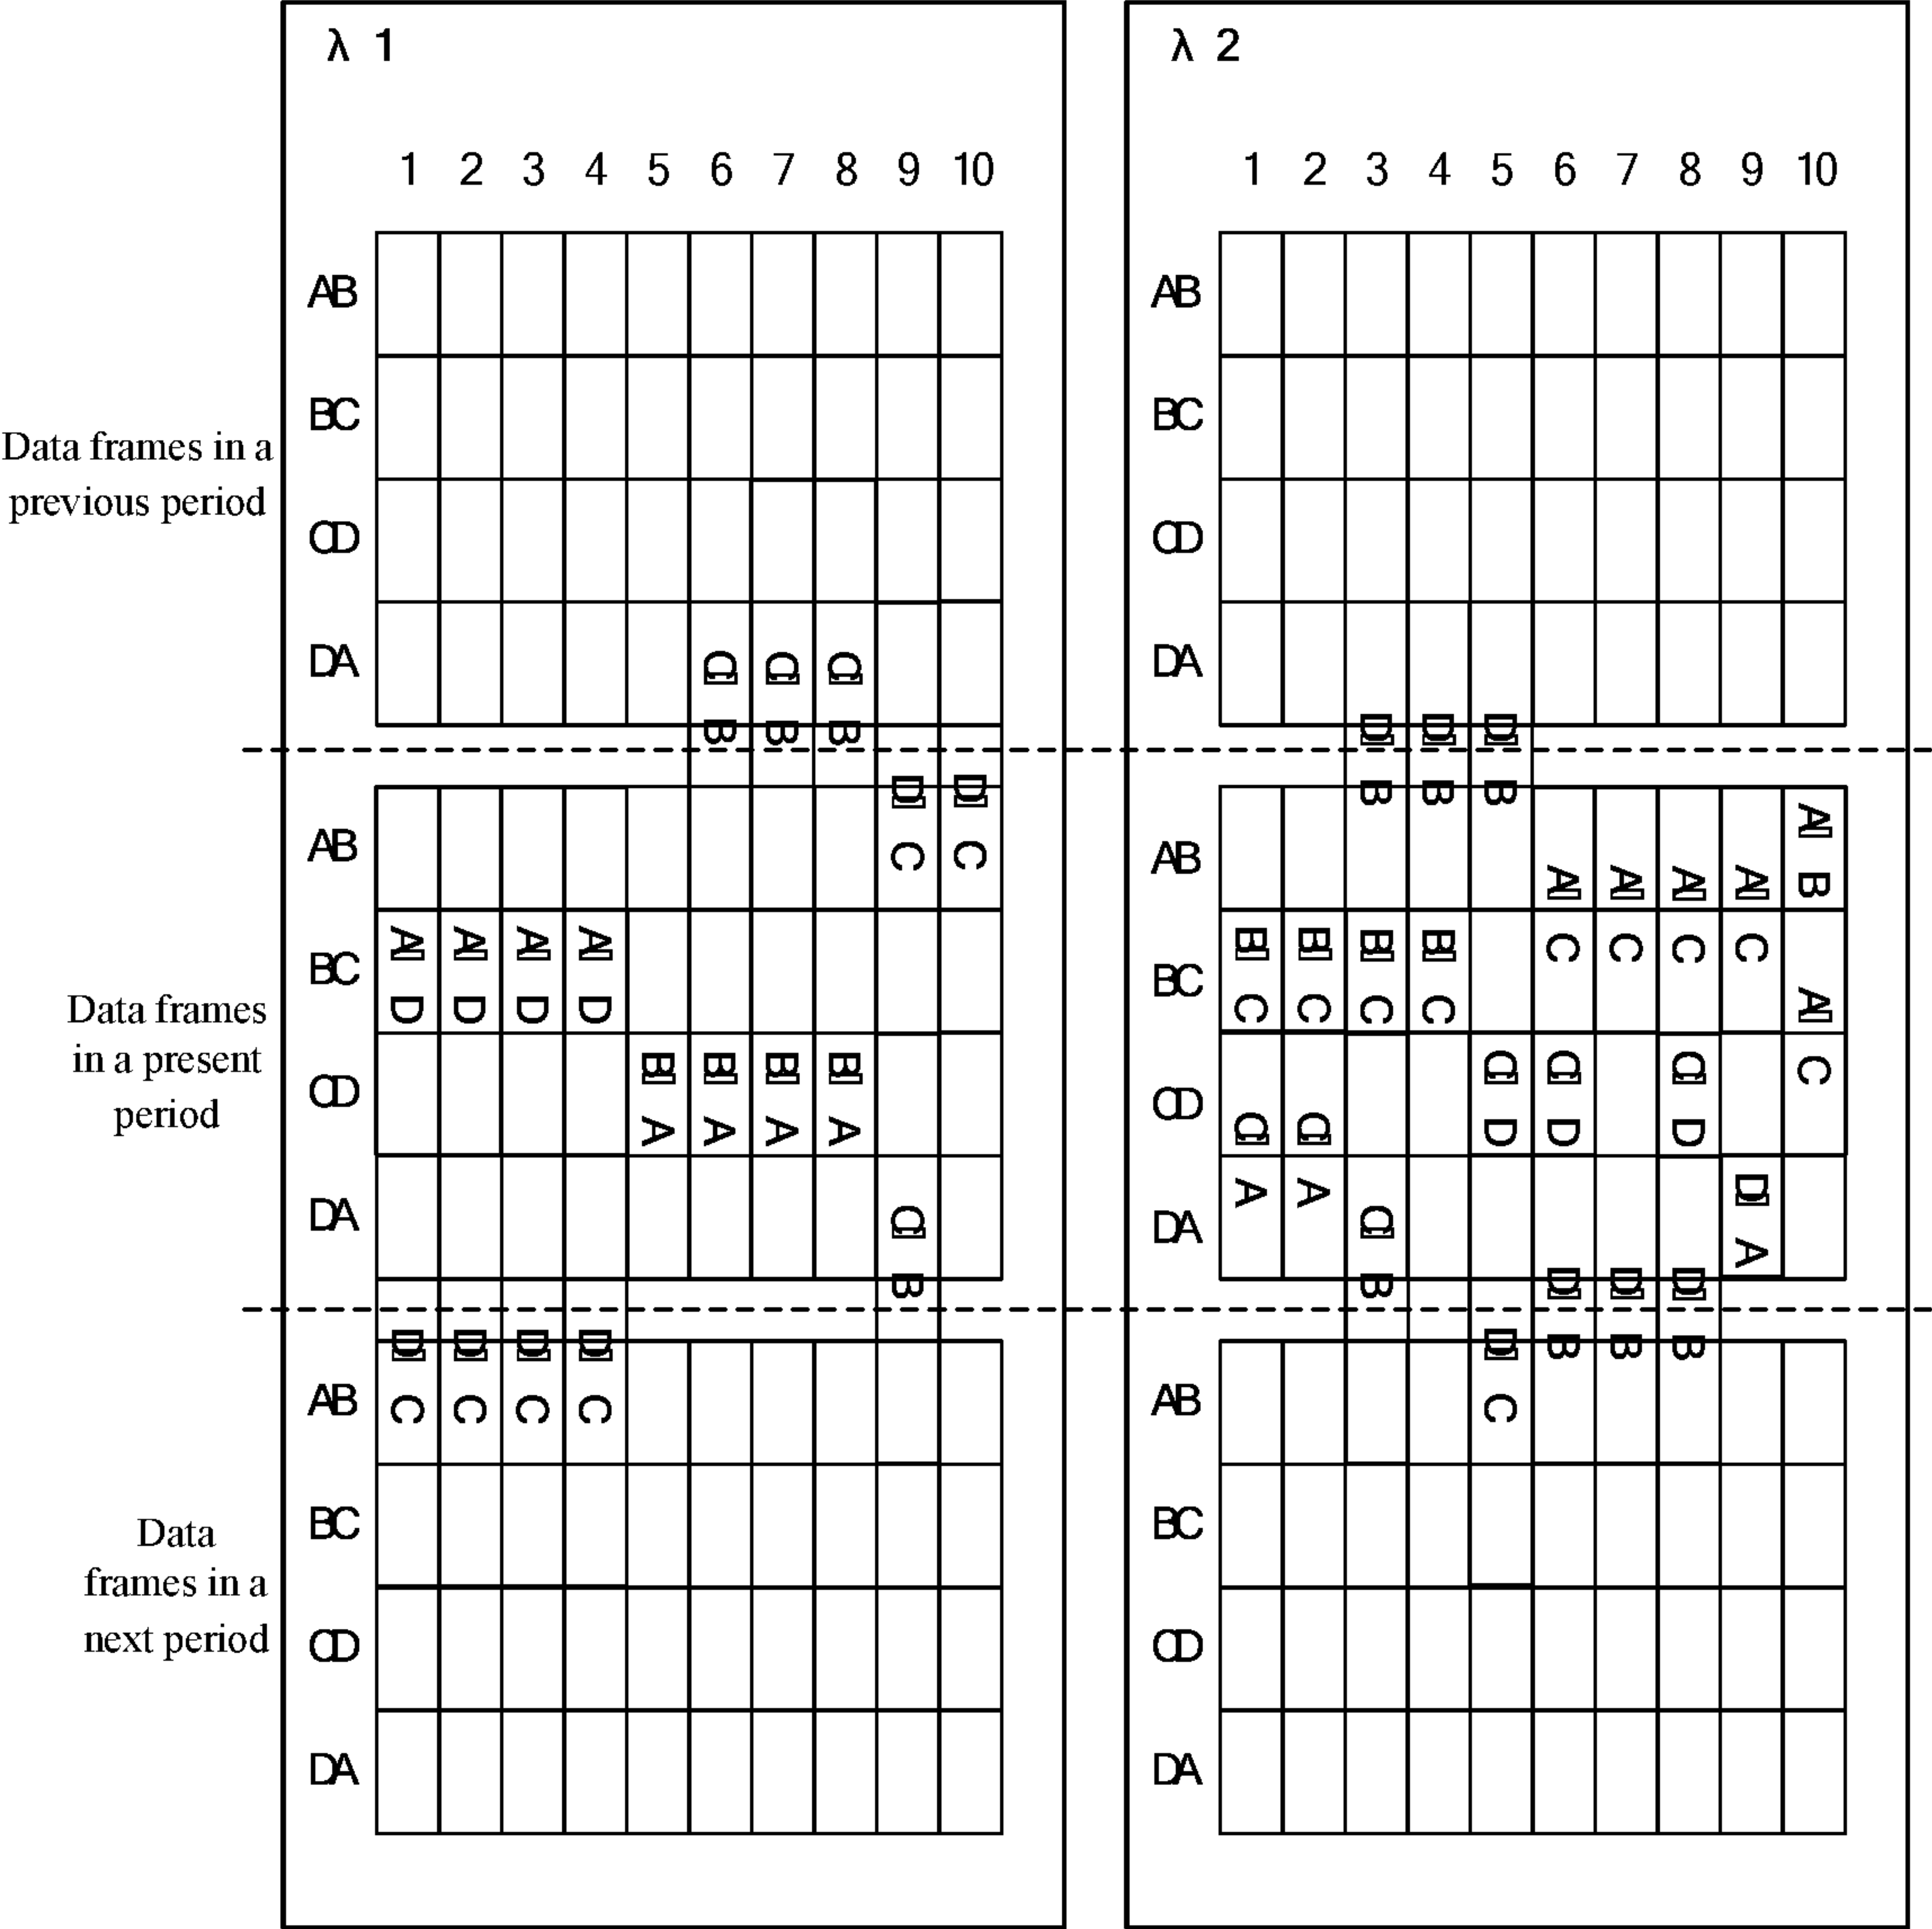 λ 1
1 2 3 4 5 6 7 8 9 10
Data frames in a
previous period
AB
BC
CD
DA
C B C B C B
D C D C
Data frames
in a present
period
AB
BC
CD
DA
A D A D A D A D
B A B A B A B A
C B
Data
frames in a
next period
AB
BC
CD
DA
D C D C D C D C
λ 2
1 2 3 4 5 6 7 8 9 10
AB
BC
CD
DA
D B D B D B
AB
BC
CD
DA
A B
A C A C A C A C
B C B C B C B C
A C
C D C D C D
C A C A
D A
C B
D B D B D B
D C
AB
BC
CD
DA